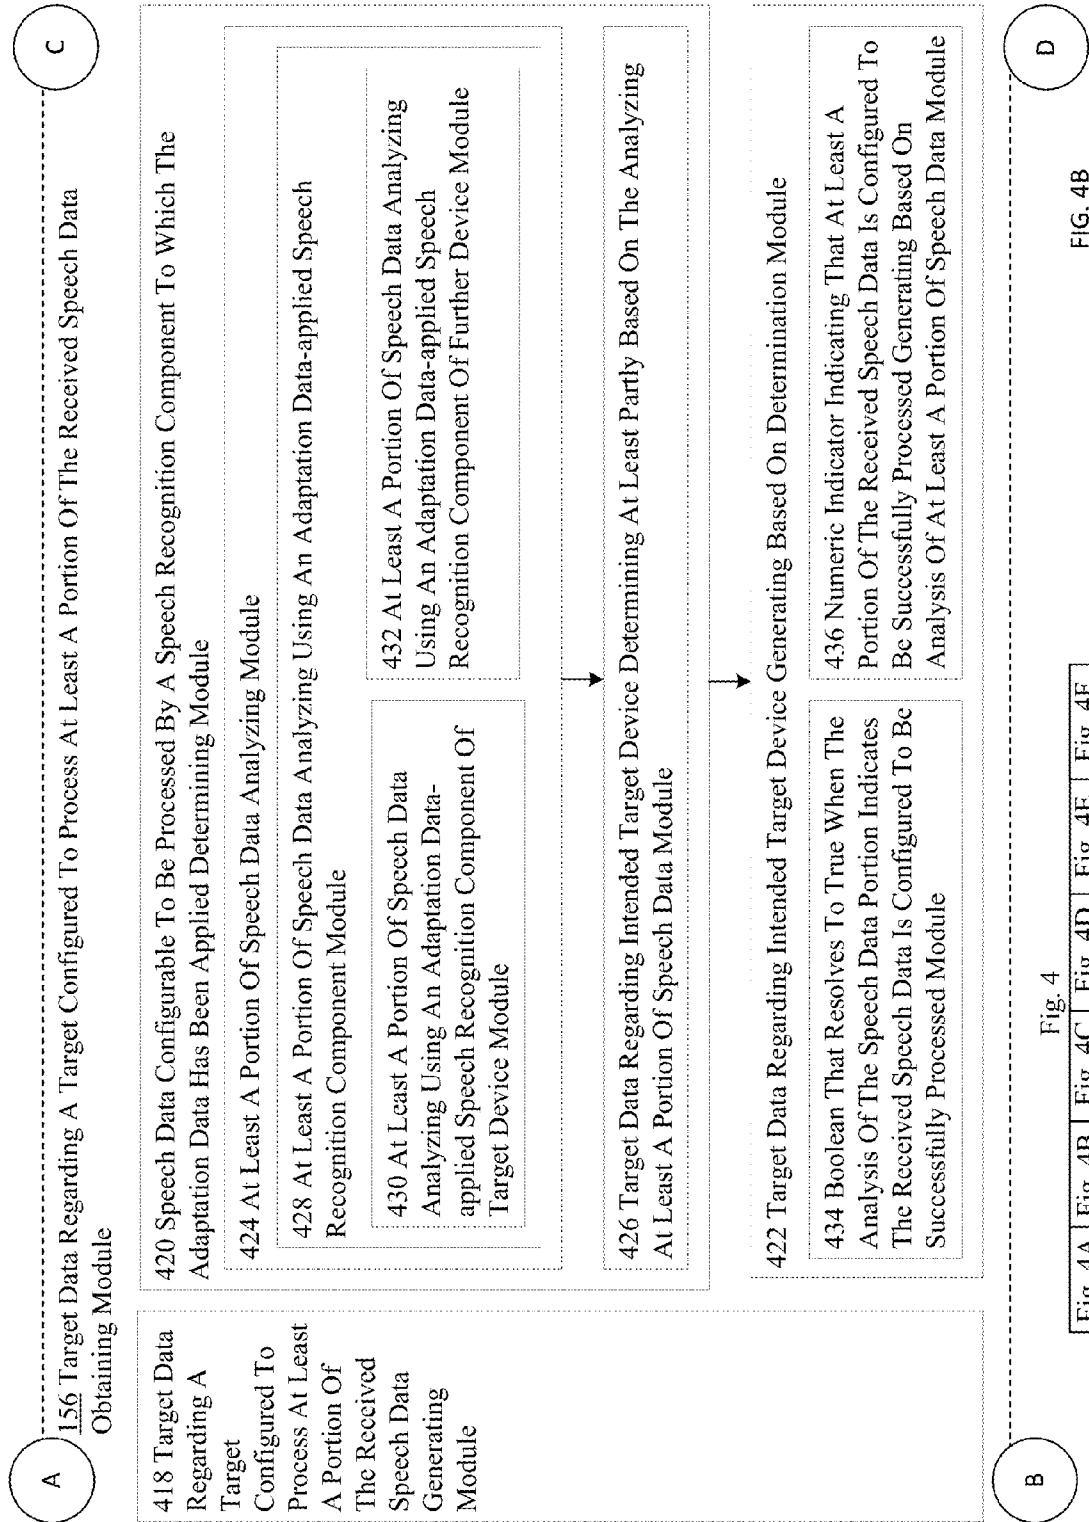 A
C
156 Target Data Regarding A Target Configured To Process At Least A Portion Of The Received Speech Data
Obtaining Module
418 Target Data
Regarding A
Target
Configured To
Process At Least
A Portion Of
The Received
Speech Data
Generating
Module
420 Speech Data Configurable To Be Processed By A Speech Recognition Component To Which The
Adaptation Data Has Been Applied Determining Module
424 At Least A Portion Of Speech Data Analyzing Module
428 At Least A Portion Of Speech Data Analyzing Using An Adaptation Data-applied Speech
Recognition Component Module
430 At Least A Portion Of Speech Data
Analyzing Using An Adaptation Data-
applied Speech Recognition Component Of
Target Device Module
432 At Least A Portion Of Speech Data Analyzing
Using An Adaptation Data-applied Speech
Recognition Component Of Further Device Module
426 Target Data Regarding Intended Target Device Determining At Least Partly Based On The Analyzing
At Least A Portion Of Speech Data Module
422 Target Data Regarding Intended Target Device Generating Based On Determination Module
434 Boolean That Resolves To True When The
Analysis Of The Speech Data Portion Indicates
The Received Speech Data Is Configured To Be
Successfully Processed Module
436 Numeric Indicator Indicating That At Least A
Portion Of The Received Speech Data Is Configured To
Be Successfully Processed Generating Based On
Analysis Of At Least A Portion Of Speech Data Module
B
D
Fig. 4
FIG. 4B
Fig. 4A Fig. 4B Fig. 4C Fig. 4D Fig. 4E Fig. 4F